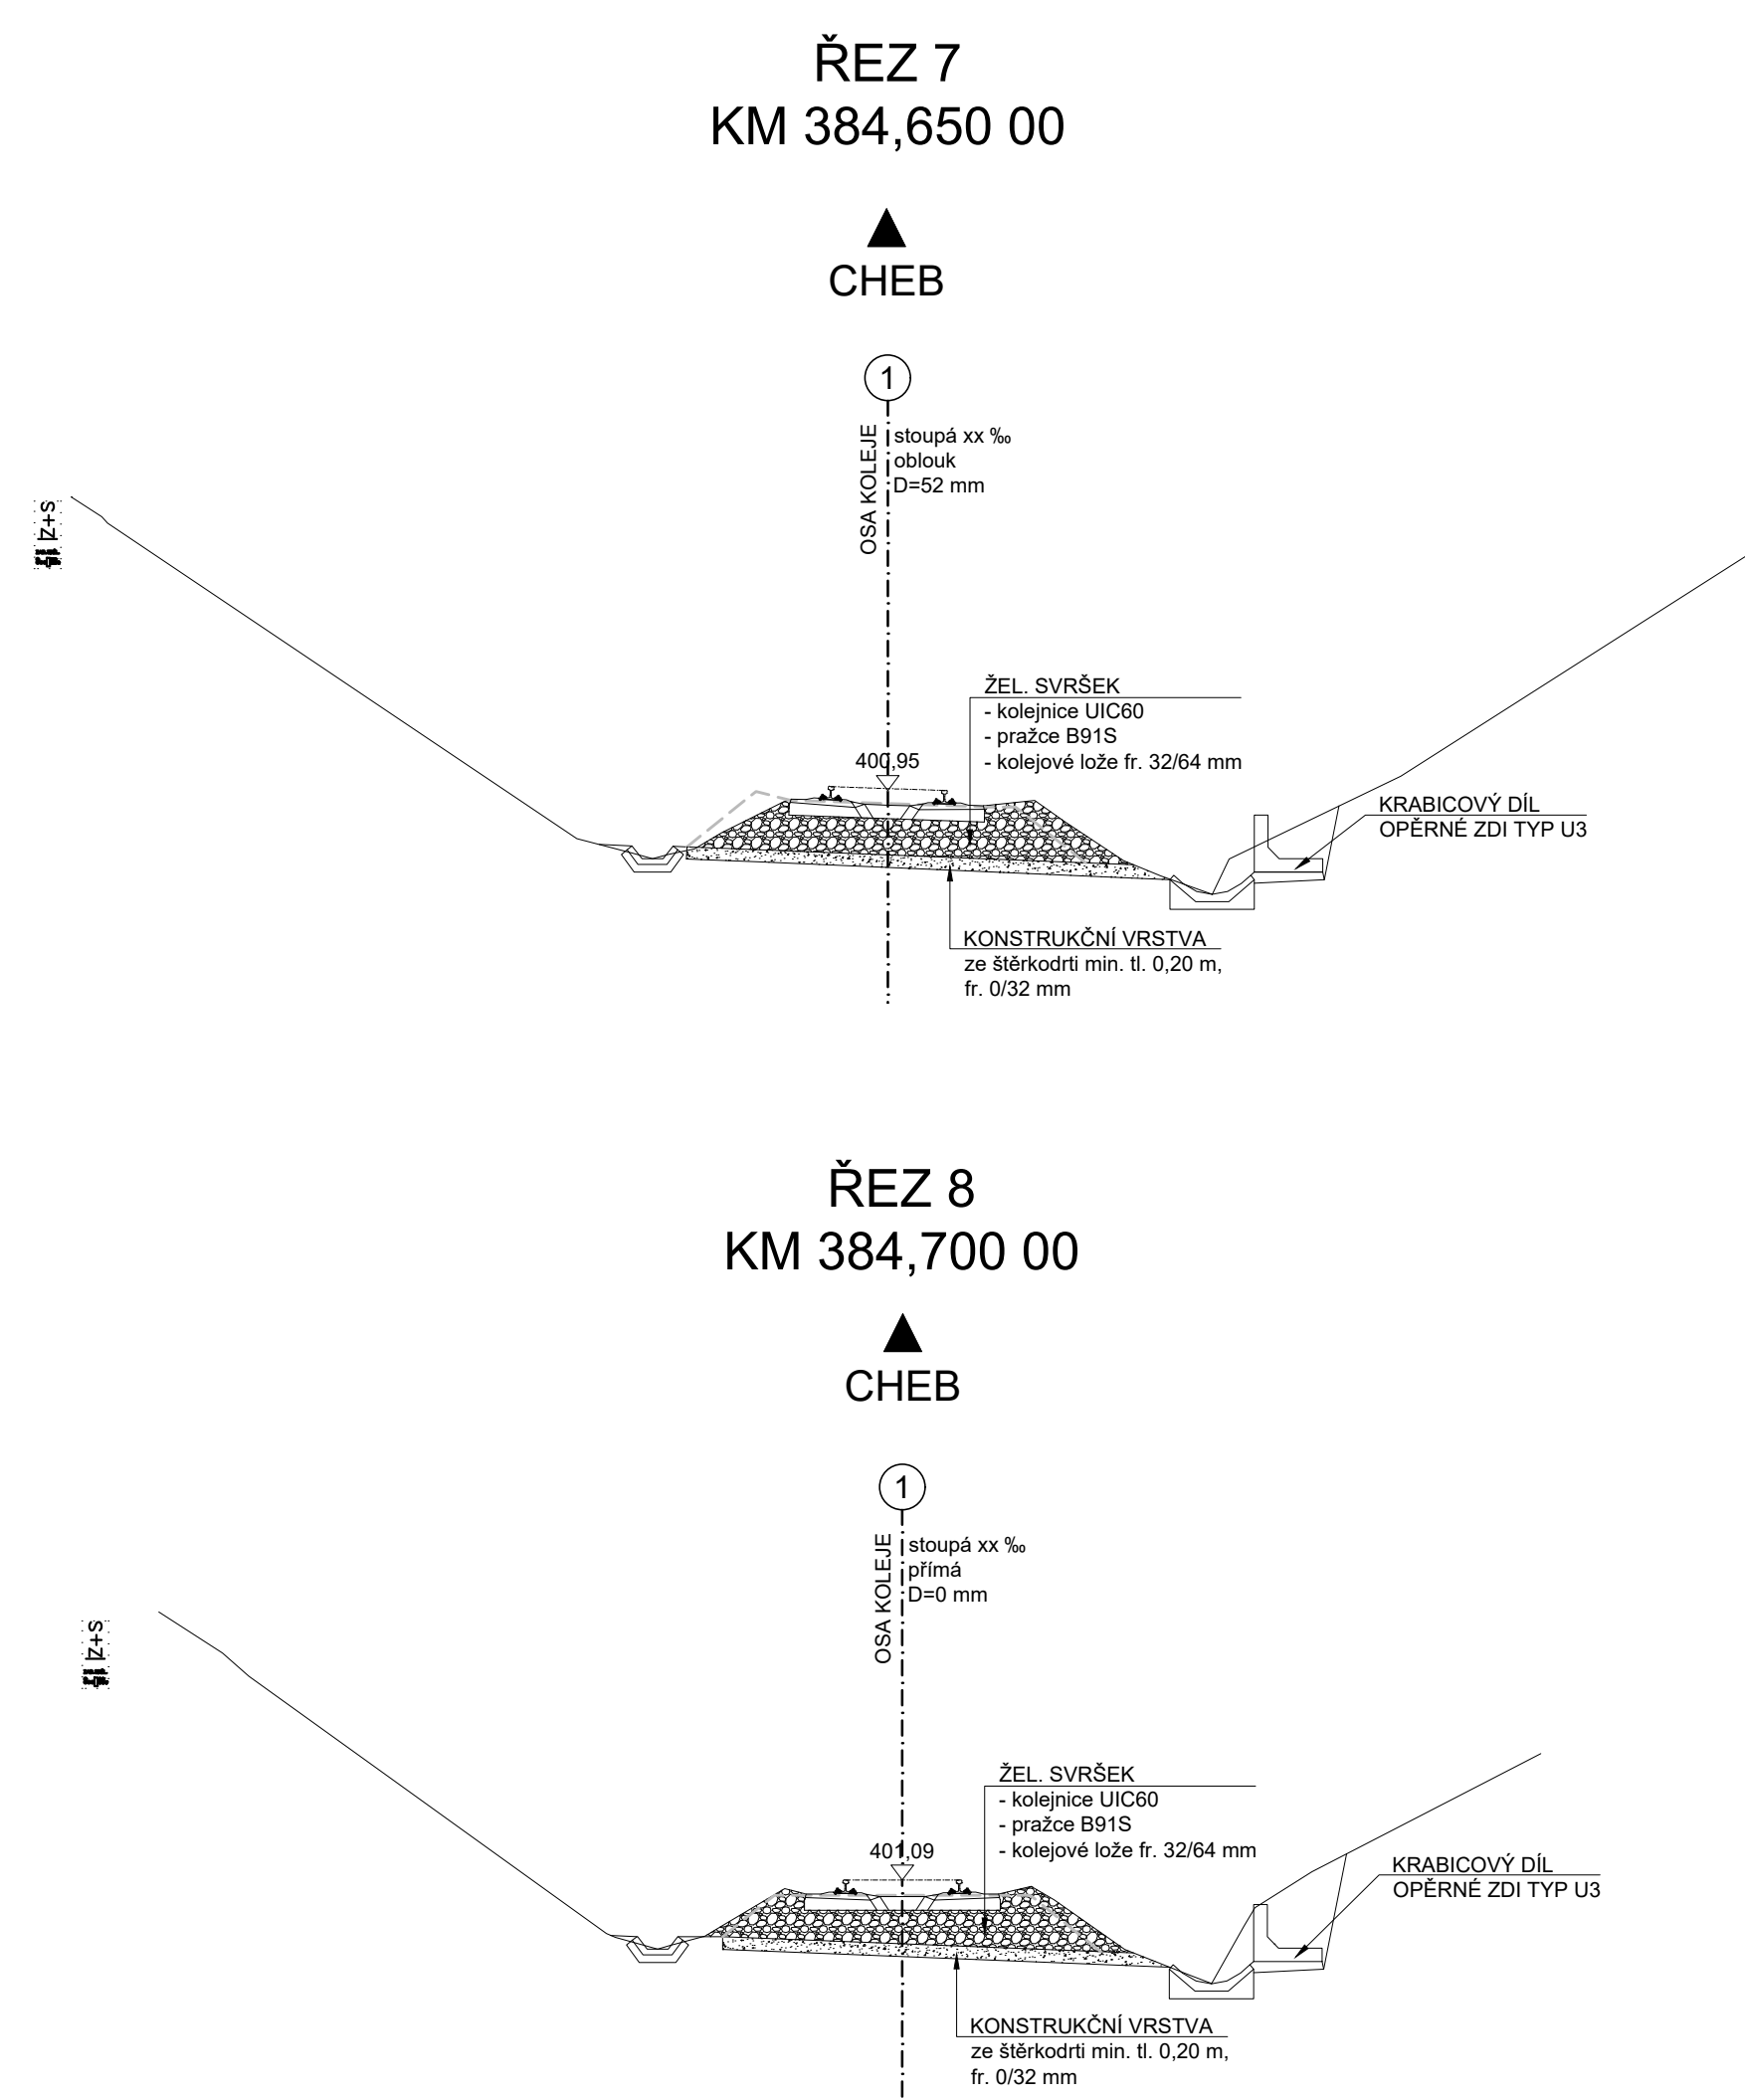 ŘEZ 7
KM 384,650 00
CHEB
1
OSA KOLEJE
stoupá xx ‰
oblouk
D=52 mm
Z+S
ŽEL. SVRŠEK
- kolejnice UIC60
- pražce B91S
- kolejové lože fr. 32/64 mm
400,95
KRABICOVÝ DÍL
OPĚRNÉ ZDI TYP U3
KONSTRUKČNÍ VRSTVA
ze štěrkodrti min. tl. 0,20 m,
fr. 0/32 mm
ŘEZ 8
KM 384,700 00
CHEB
1
OSA KOLEJE
stoupá xx ‰
přímá
D=0 mm
Z+S
ŽEL. SVRŠEK
- kolejnice UIC60
- pražce B91S
- kolejové lože fr. 32/64 mm
401,09
KRABICOVÝ DÍL
OPĚRNÉ ZDI TYP U3
KONSTRUKČNÍ VRSTVA
ze štěrkodrti min. tl. 0,20 m,
fr. 0/32 mm